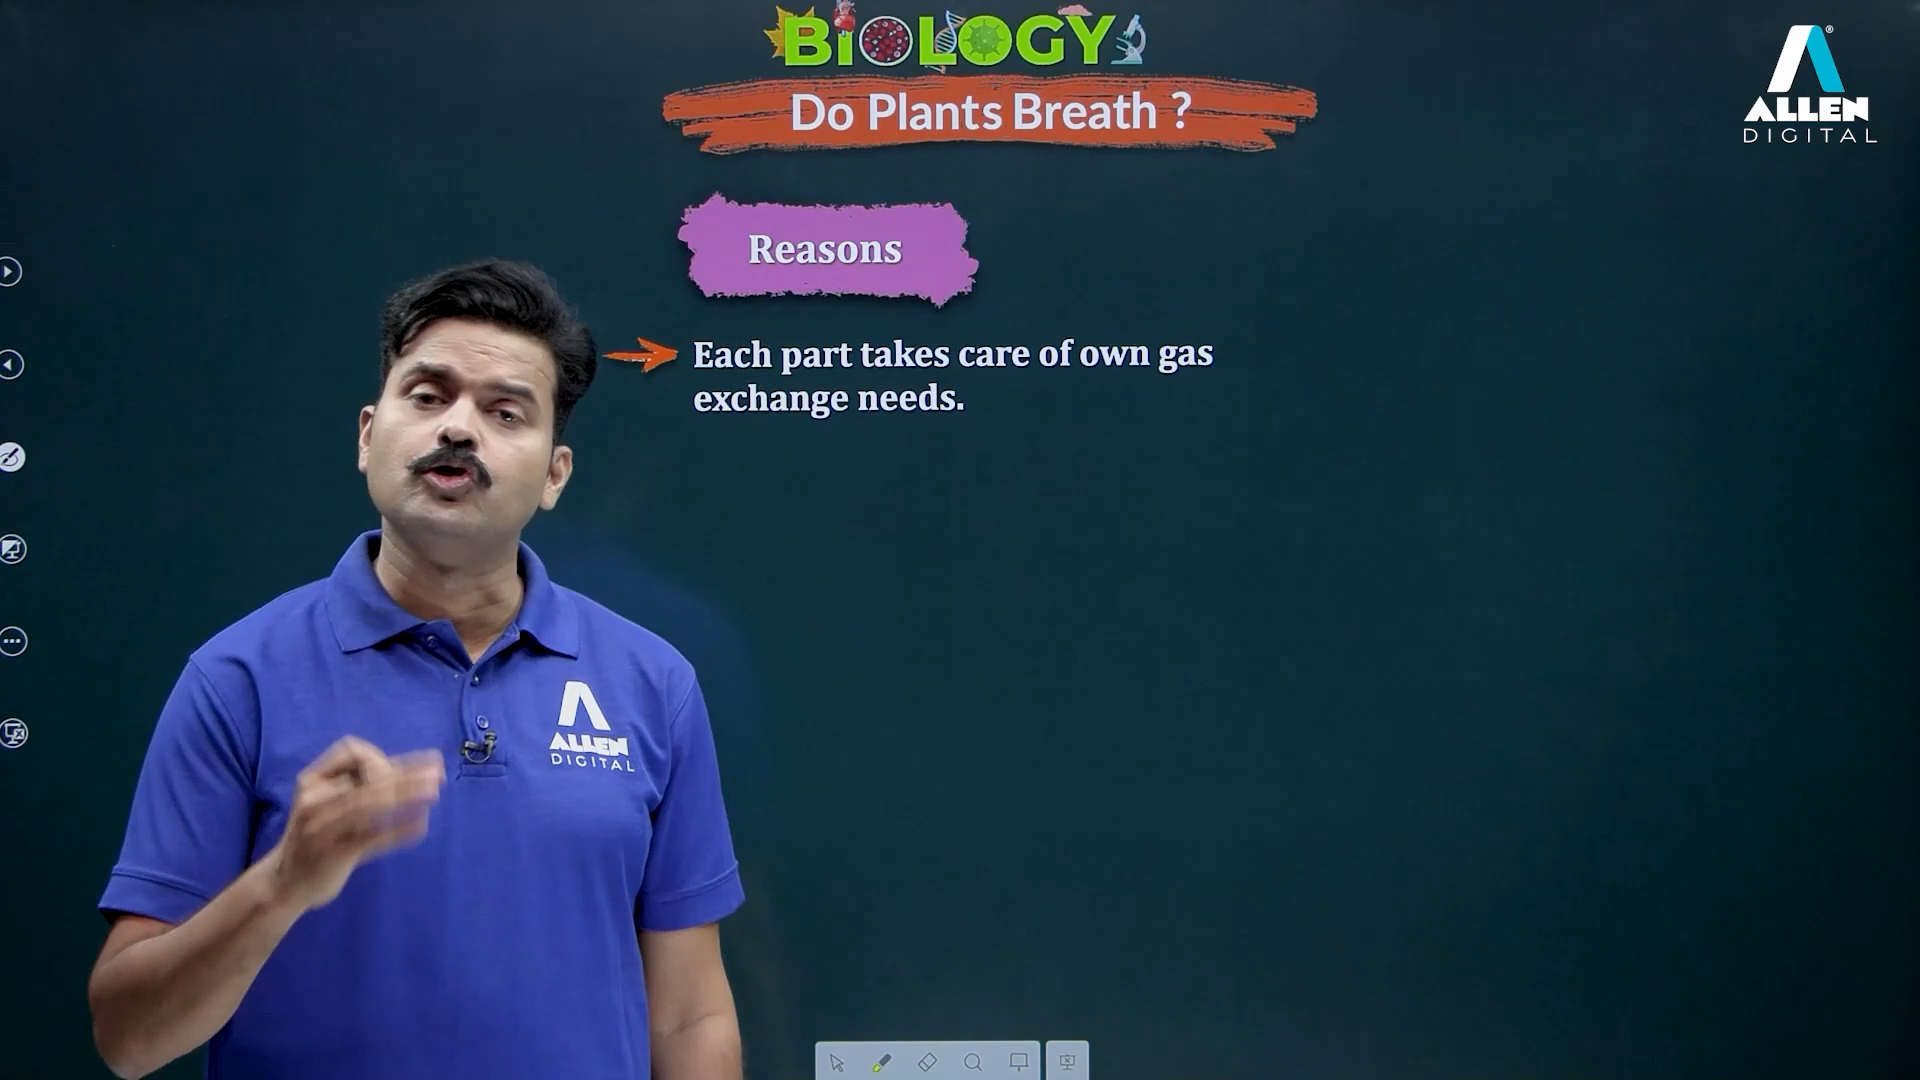 BIOLOGY
Do Plants Breath ?
ALLEN
DIGITAL
Reasons
Each part takes care of own gas
exchange needs.
ALLEN
DIGITAL